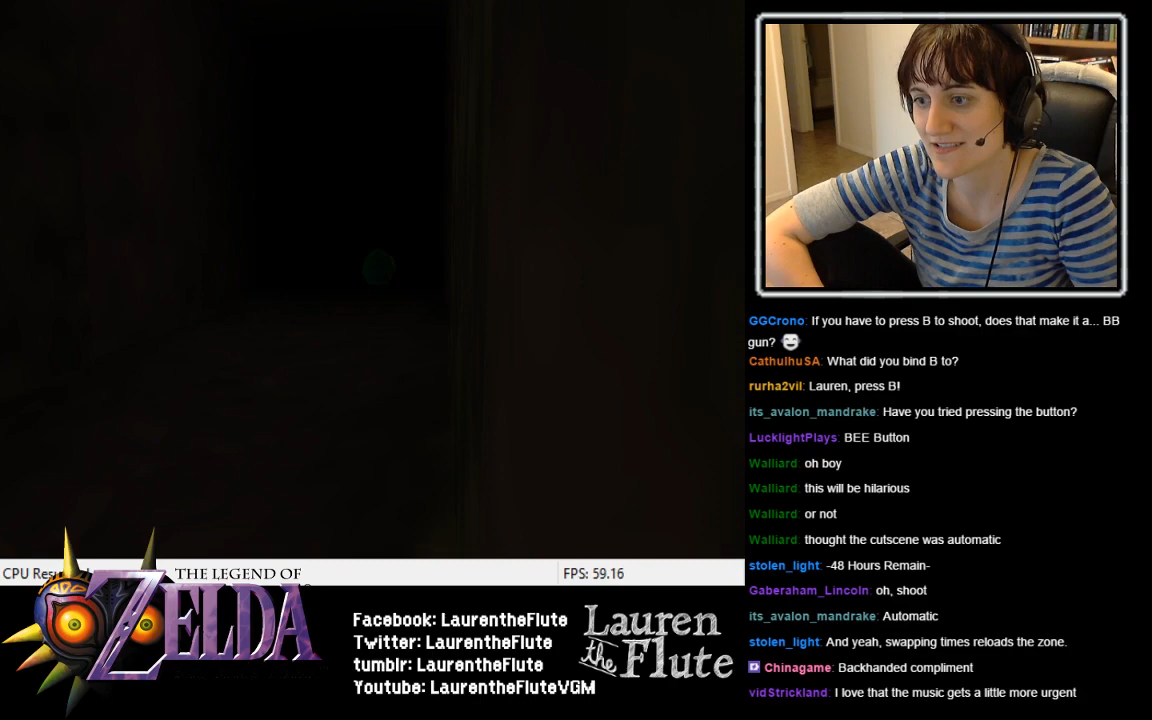 GGCrono: If you have to press B to shoot, does that make it a... BB
gun?
CathulhuSA: What did you bind B to?
rurha2vil: Lauren, press B!
its_avalon_mandrake: Have you tried pressing the button?
LucklightPlays: BEE Button
Walliard: oh boy
Walliard: this will be hilarious
Walliard: or not
Walliard: thought the cutscene was automatic
stolen_light: -48 Hours Remain-
Gaberaham_Lincoln: oh, shoot
its_avalon_mandrake: Automatic
stolen_light: And yeah, swapping times reloads the zone.
Chinagame: Backhanded compliment
vidStrickland: I love that the music gets a little more urgent
CPU
FPS: 59.16
THE LEGEND OF
ZELDA
Facebook: LaurentheFlute
Twitter: LaurentheFlute
tumblr: LaurentheFlute
Youtube: LaurentheFluteVGM
Lauren
the Flute